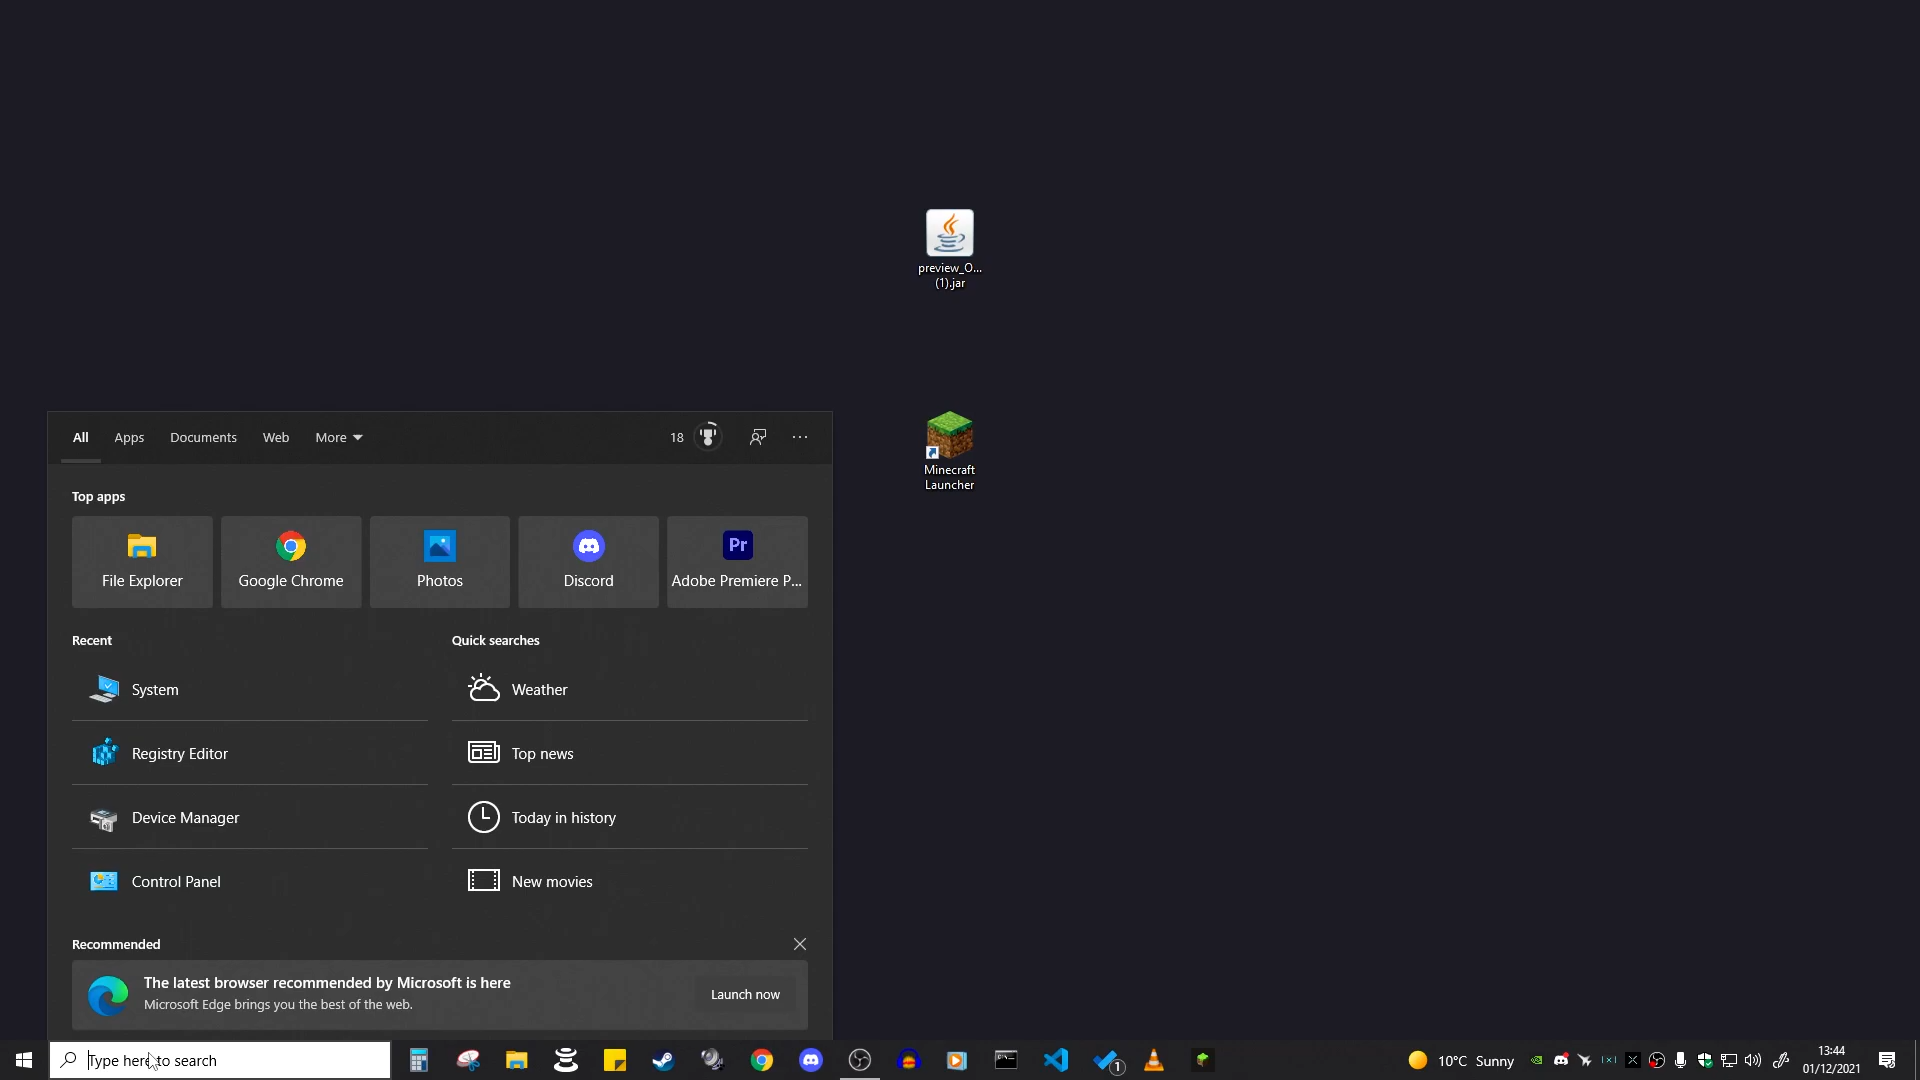 preview_O...
(1).jar
Minecraft
Launcher
All
Apps
Documents
Web
More
18
Top apps
File Explorer
Google Chrome
Photos
Discord
Pr
Adobe Premiere P...
Recent
System
Registry Editor
Device Manager
Control Panel
Quick searches
Weather
Top news
Today in history
New movies
Recommended
The latest browser recommended by Microsoft is here
Microsoft Edge brings you the best of the web.
Launch now
Type here to search
1
10°C Sunny
13:44
01/12/2021